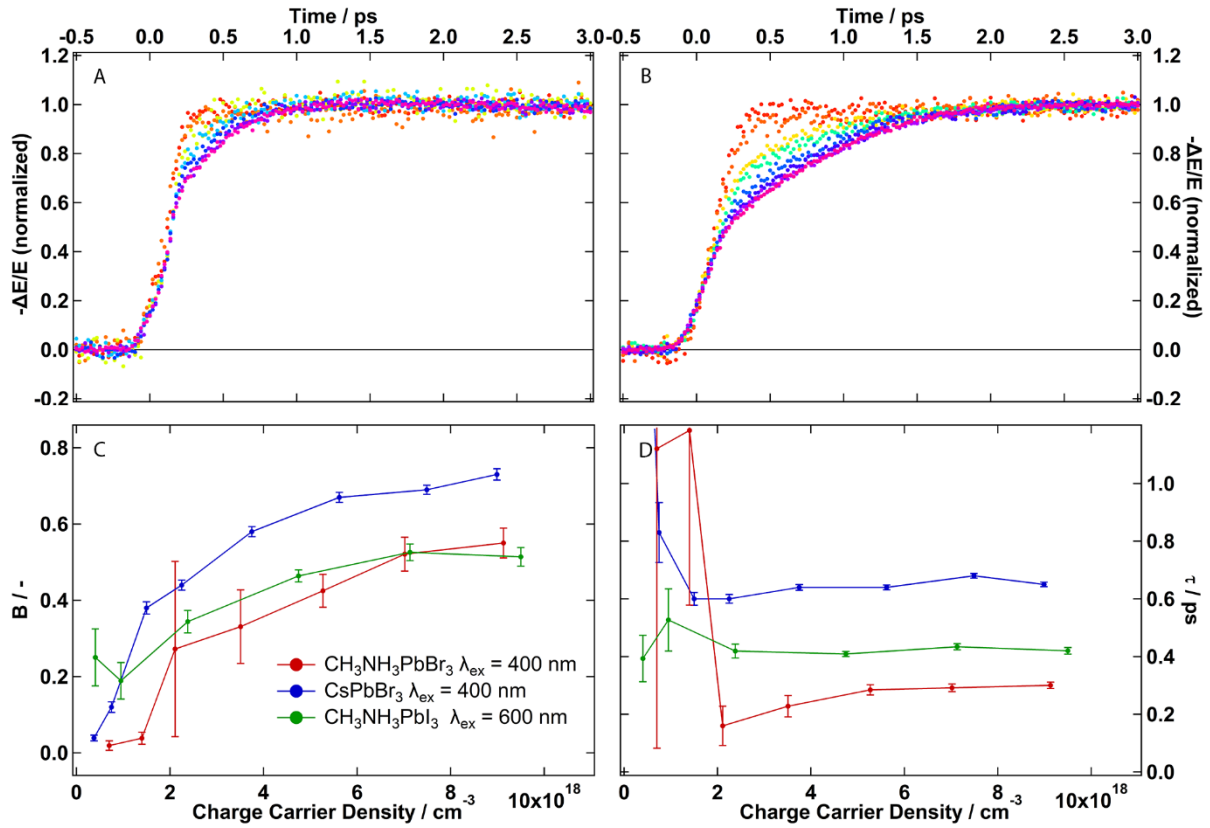 Time / ps
Time / ps
-0.5 0.0 0.5 1.0 1.5 2.0 2.5 3.0
-0.5 0.0 0.5 1.0 1.5 2.0 2.5 3.0
A
1.2
1.0
0.8
0.6
0.4
0.2
0.0
-0.2
-ΔE/E (normalized)
B
1.2
1.0
0.8
0.6
0.4
0.2
0.0
-0.2
-ΔE/E (normalized)
C
0.8
0.6
0.4
0.2
0.0
B / -
CH₃NH₃PbBr₃ λₑₓ = 400 nm
CsPbBr₃ λₑₓ = 400 nm
CH₃NH₃PbI₃ λₑₓ = 600 nm
0 2 4 6 8 10x10¹⁸
Charge Carrier Density / cm⁻³
D
1.0
0.8
0.6
0.4
0.2
0.0
τ / ps
0 2 4 6 8 10x10¹⁸
Charge Carrier Density / cm⁻³